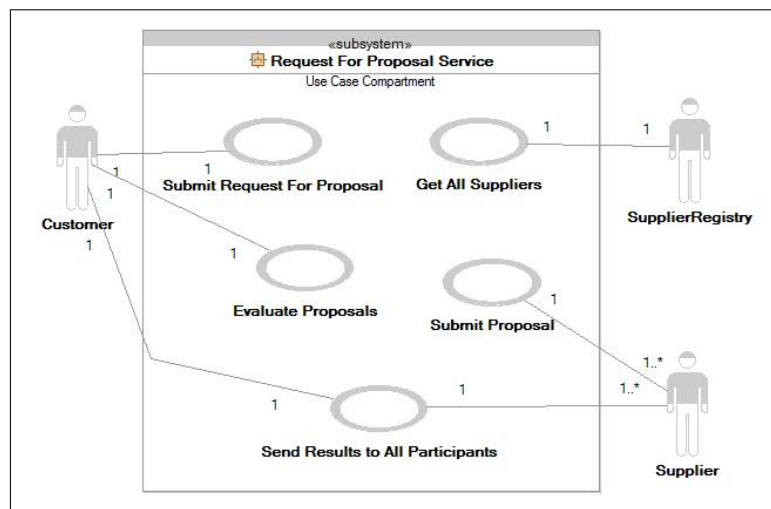 «subsystem»
Request For Proposal Service
Use Case Compartment
1
1
1
1
Submit Request For Proposal
Get All Suppliers
1
Customer
SupplierRegistry
1
1
Evaluate Proposals
1
Submit Proposal
1..*
1..*
1
1
Send Results to All Participants
Supplier